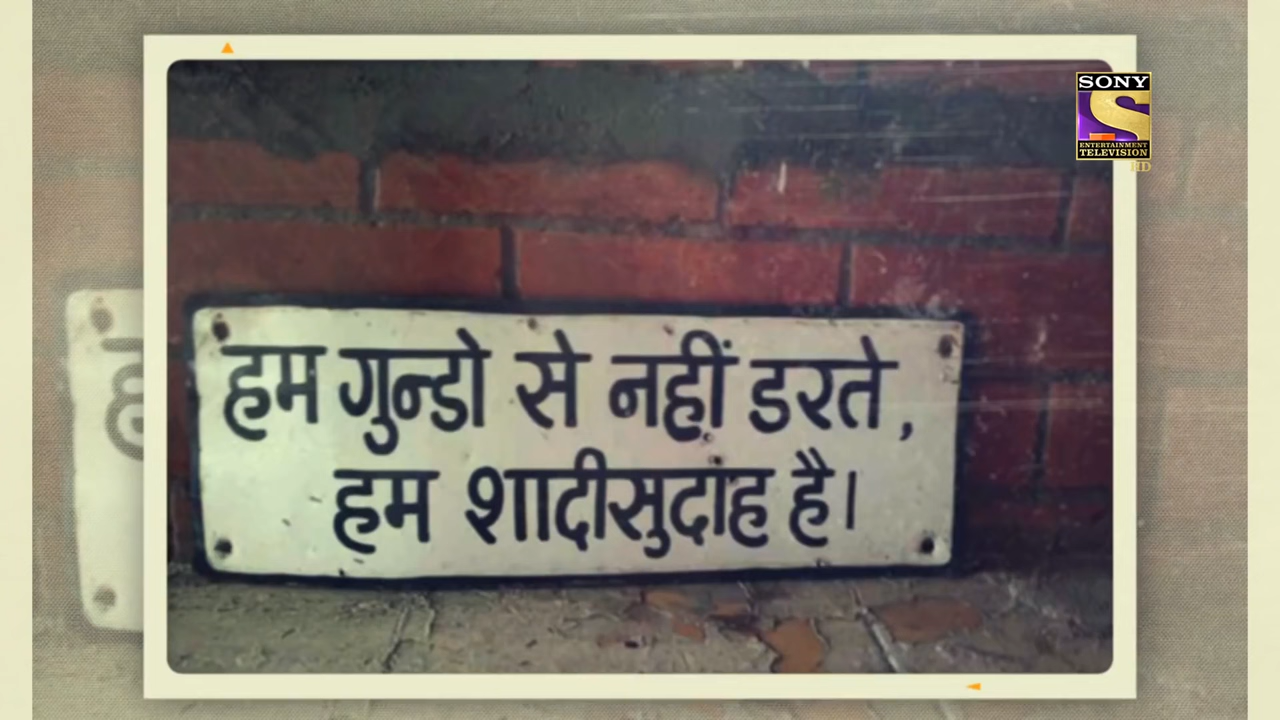 SONY
ENTERTAINMENT
TELEVISION
HD
हम गुन्डो से नहीं डरते,
हम शादीसुदाह है।